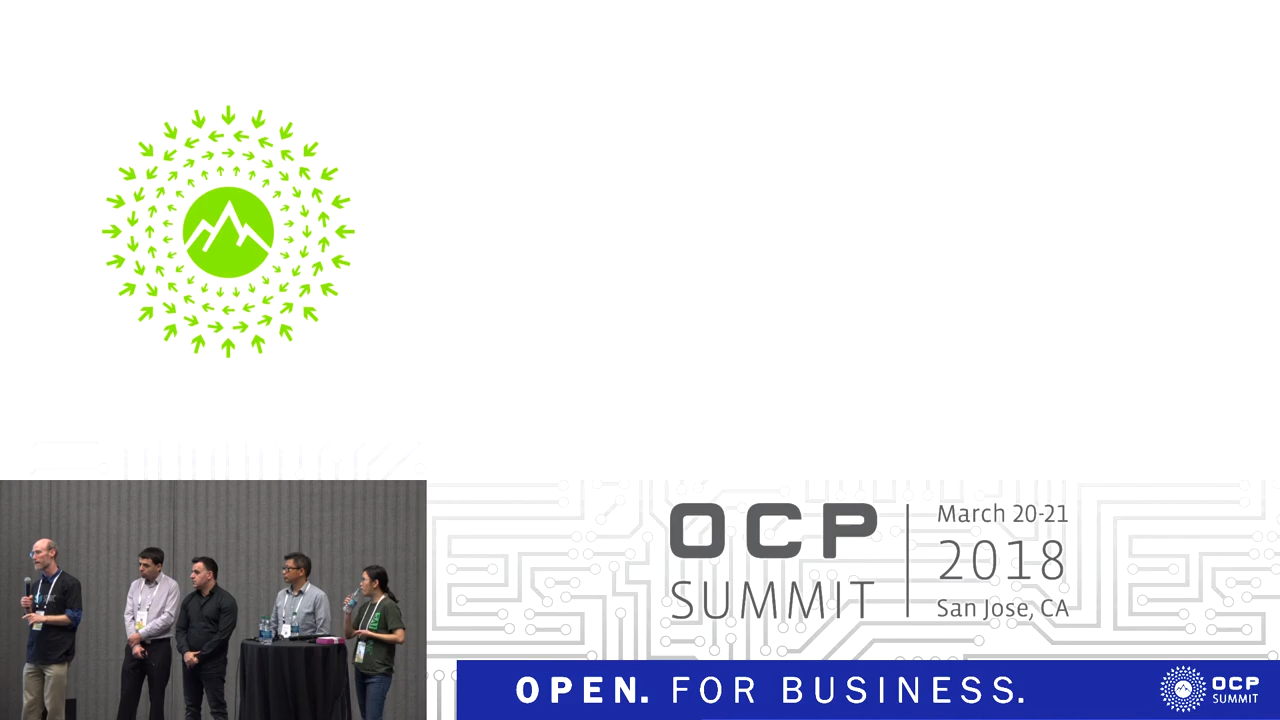 OCP
SUMMIT
March 20-21
2018
San Jose, CA
OPEN. FOR BUSINESS.
OCP
SUMMIT